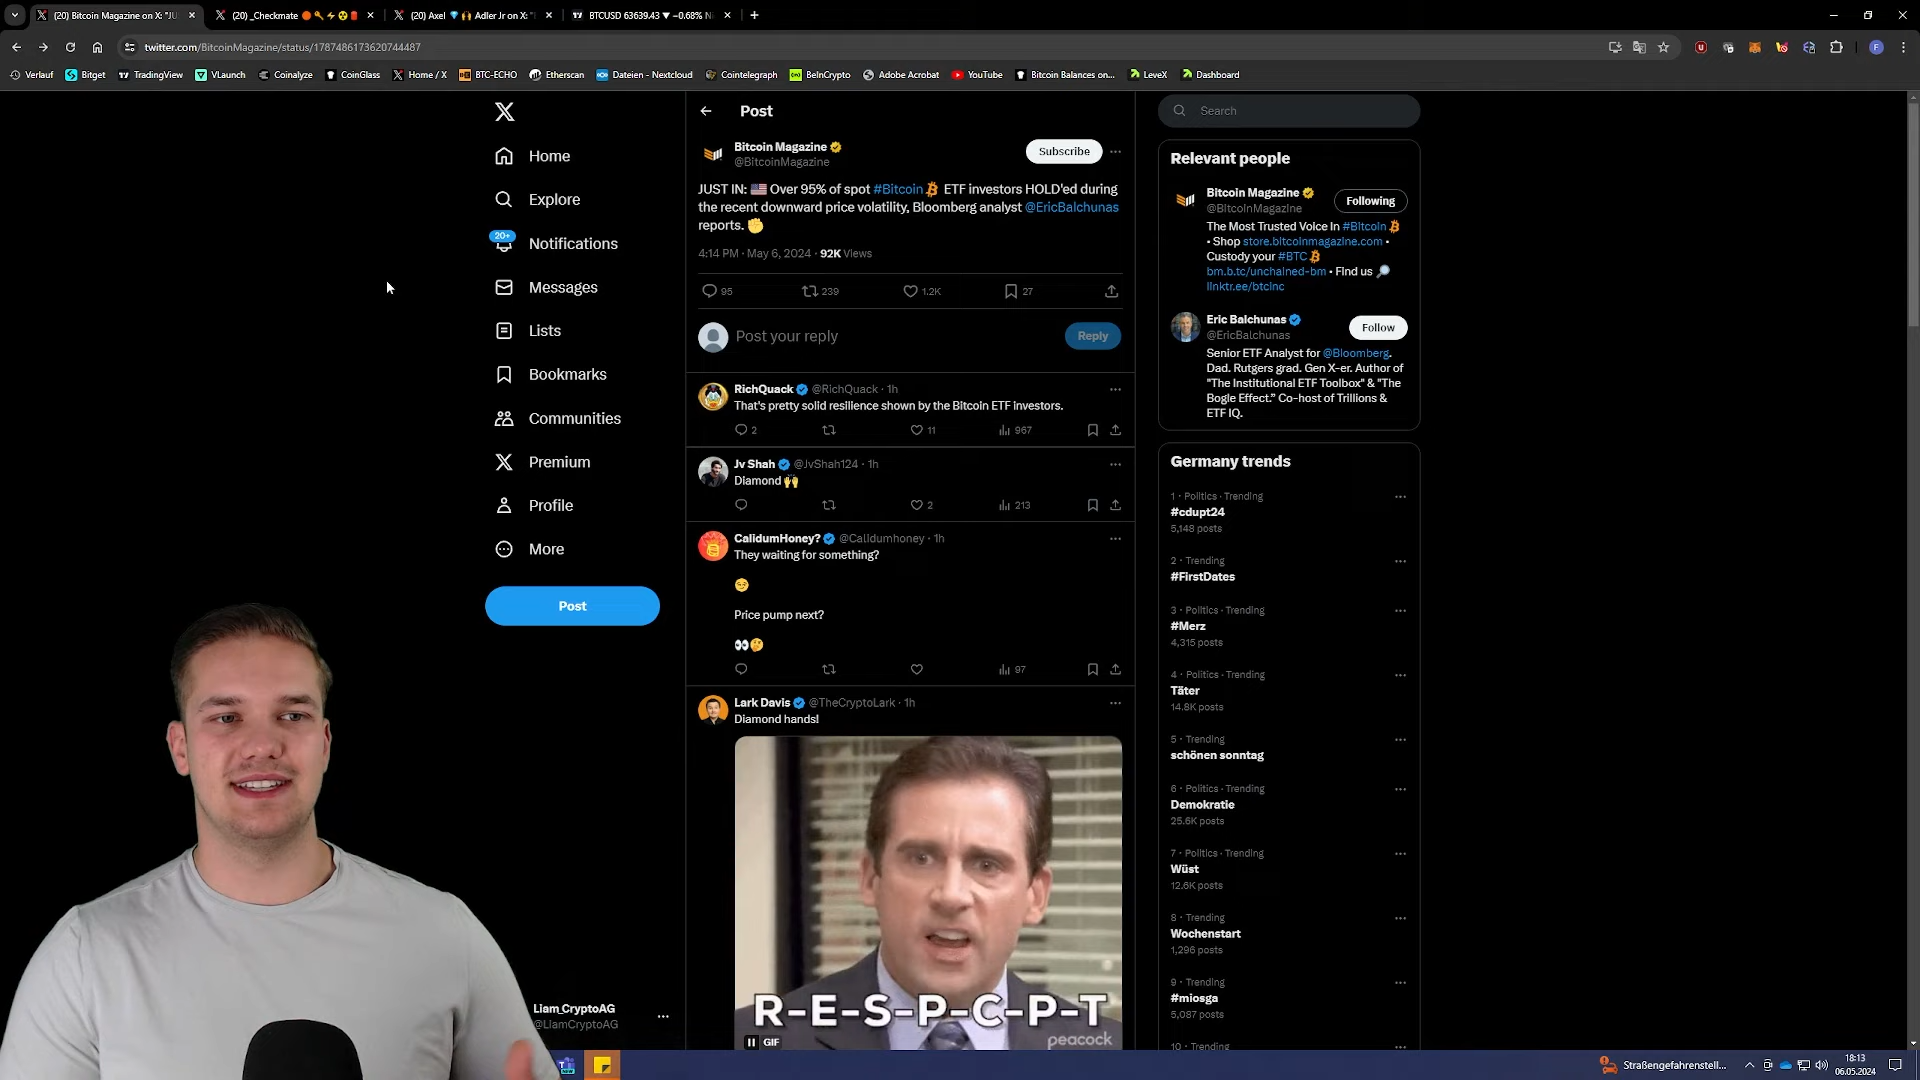 (20) Bitcoin Magazine on X: "JU
(20) _Checkmate
(20) Axel 💎 🙌 Adler Jr on X: "
BTCUSD 63639.43 ▼ −0.68% N
twitter.com/BitcoinMagazine/status/1787486173620744487
Verlauf
Bitget
TradingView
VLaunch
Coinalyze
CoinGlass
Home / X
BTC-ECHO
Etherscan
Dateien - Nextcloud
Cointelegraph
BeInCrypto
Adobe Acrobat
YouTube
Bitcoin Balances on...
LeveX
Dashboard
Home
Explore
20+
Notifications
Messages
Lists
Bookmarks
Communities
Premium
Profile
More
Post
Liam_CryptoAG
@LiamCryptoAG
Post
Bitcoin Magazine
@BitcoinMagazine
Subscribe
JUST IN: 🇺🇸 Over 95% of spot #Bitcoin ETF investors HOLD'ed during
the recent downward price volatility, Bloomberg analyst @EricBalchunas
reports. ✊
4:14 PM · May 6, 2024 · 92K Views
95
239
1.2K
27
Post your reply
Reply
RichQuack @RichQuack · 1h
That's pretty solid resilience shown by the Bitcoin ETF investors.
2
11
967
Jv Shah @JvShah124 · 1h
Diamond 🙌
2
213
CalidumHoney? @Calidumhoney · 1h
They waiting for something?
😏
Price pump next?
👀🤔
97
Lark Davis @TheCryptoLark · 1h
Diamond hands!
R-E-S-P-C-P-T
GIF
peacock
Search
Relevant people
Bitcoin Magazine
@BitcoinMagazine
Following
The Most Trusted Voice In #Bitcoin
• Shop store.bitcoinmagazine.com •
Custody your #BTC
bm.b.tc/unchained-bm • Find us 🔎
linktr.ee/btcinc
Eric Balchunas
@EricBalchunas
Follow
Senior ETF Analyst for @Bloomberg.
Dad. Rutgers grad. Gen X-er. Author of
"The Institutional ETF Toolbox" & "The
Bogle Effect." Co-host of Trillions &
ETF IQ.
Germany trends
1 · Politics · Trending
#cdupt24
5,148 posts
2 · Trending
#FirstDates
3 · Politics · Trending
#Merz
4,315 posts
4 · Politics · Trending
Täter
14.8K posts
5 · Trending
schönen sonntag
6 · Politics · Trending
Demokratie
25.6K posts
7 · Politics · Trending
Wüst
12.6K posts
8 · Trending
Wochenstart
1,296 posts
9 · Trending
#miosga
5,087 posts
10 · Trending
Straßengefahrenstell...
18:13
06.05.2024